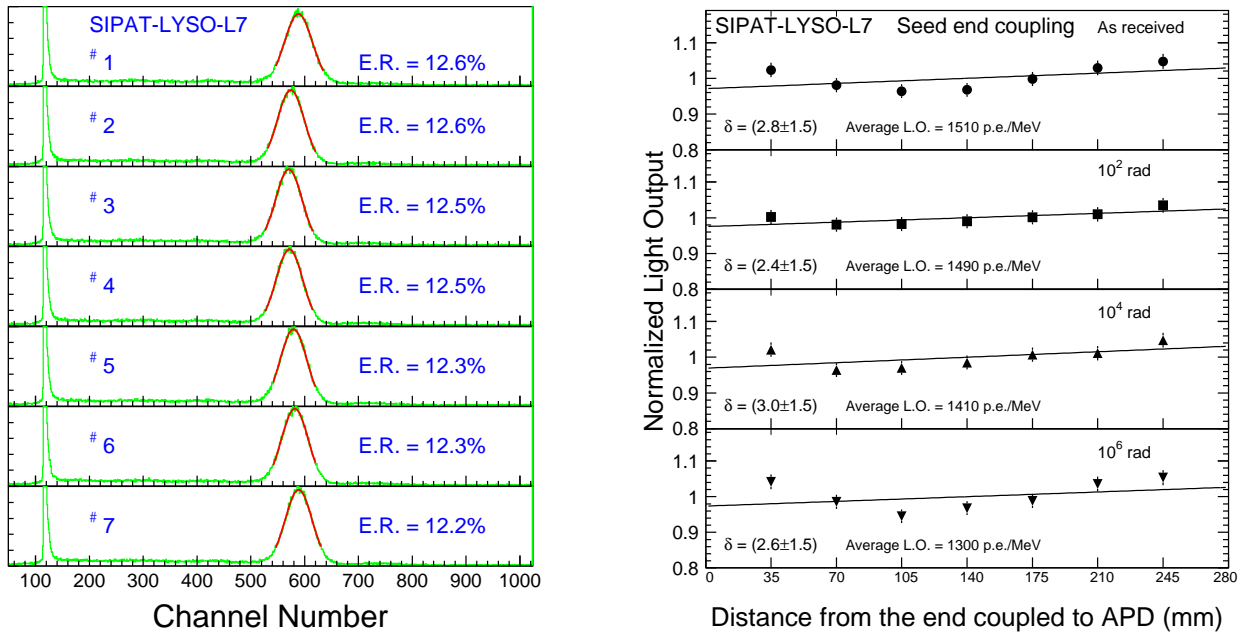 SIPAT-LYSO-L7
# 1 E.R. = 12.6%
# 2 E.R. = 12.6%
# 3 E.R. = 12.5%
# 4 E.R. = 12.5%
# 5 E.R. = 12.3%
# 6 E.R. = 12.3%
# 7 E.R. = 12.2%
100 200 300 400 500 600 700 800 900 1000
Channel Number
Normalized Light Output
SIPAT-LYSO-L7 Seed end coupling As received
1.1
1
0.9
δ = (2.8±1.5) Average L.O. = 1510 p.e./MeV
0.8
10² rad
1.1
1
0.9
δ = (2.4±1.5) Average L.O. = 1490 p.e./MeV
0.8
10⁴ rad
1.1
1
0.9
δ = (3.0±1.5) Average L.O. = 1410 p.e./MeV
0.8
10⁶ rad
1.1
1
0.9
δ = (2.6±1.5) Average L.O. = 1300 p.e./MeV
0.8
0 35 70 105 140 175 210 245 280
Distance from the end coupled to APD (mm)